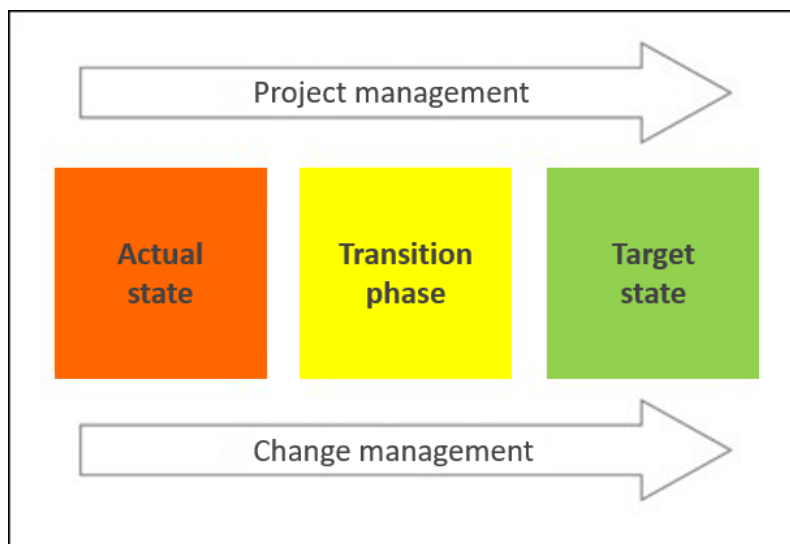 Project management
Actual
state
Transition
phase
Target
state
Change management